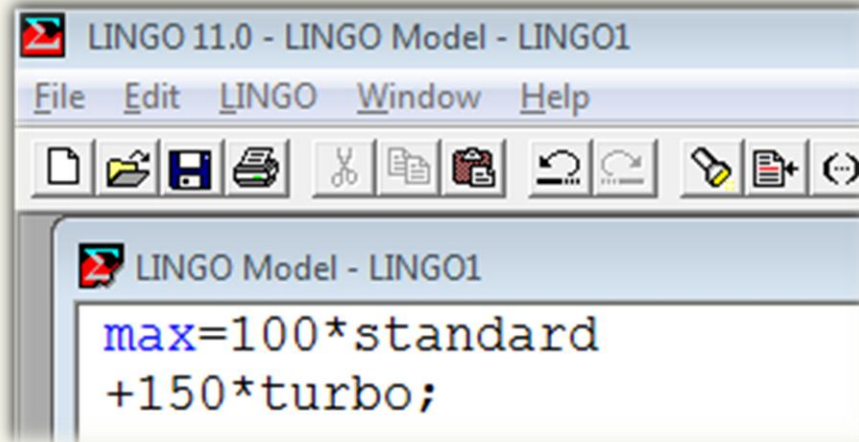 LINGO 11.0 - LINGO Model - LINGO1
File Edit LINGO Window Help
LINGO Model - LINGO1
max=100*standard
+150*turbo;